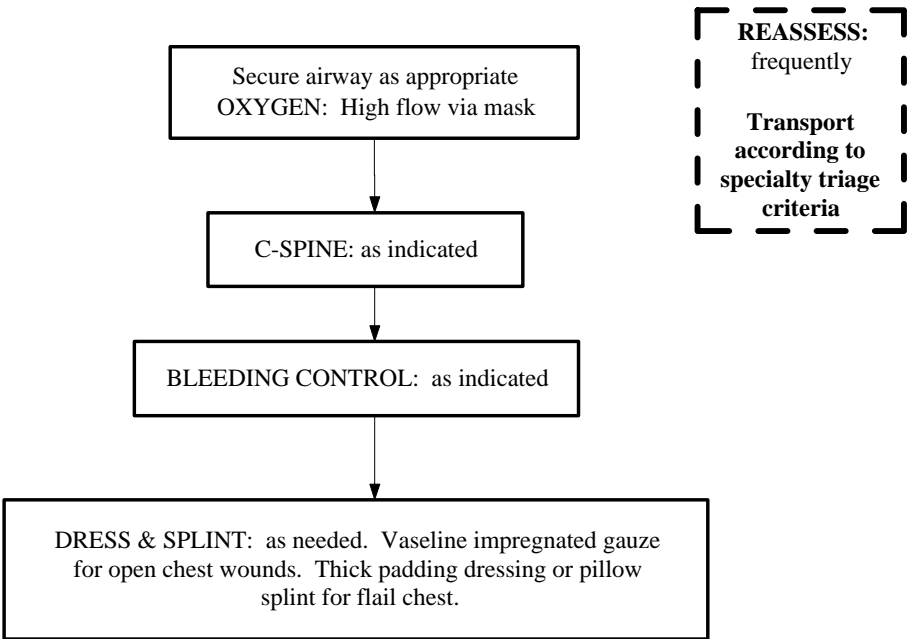 Secure airway as appropriate
OXYGEN: High flow via mask
C-SPINE: as indicated
BLEEDING CONTROL: as indicated
DRESS & SPLINT: as needed. Vaseline impregnated gauze
for open chest wounds. Thick padding dressing or pillow
splint for flail chest.
REASSESS:
frequently
Transport
according to
specialty triage
criteria